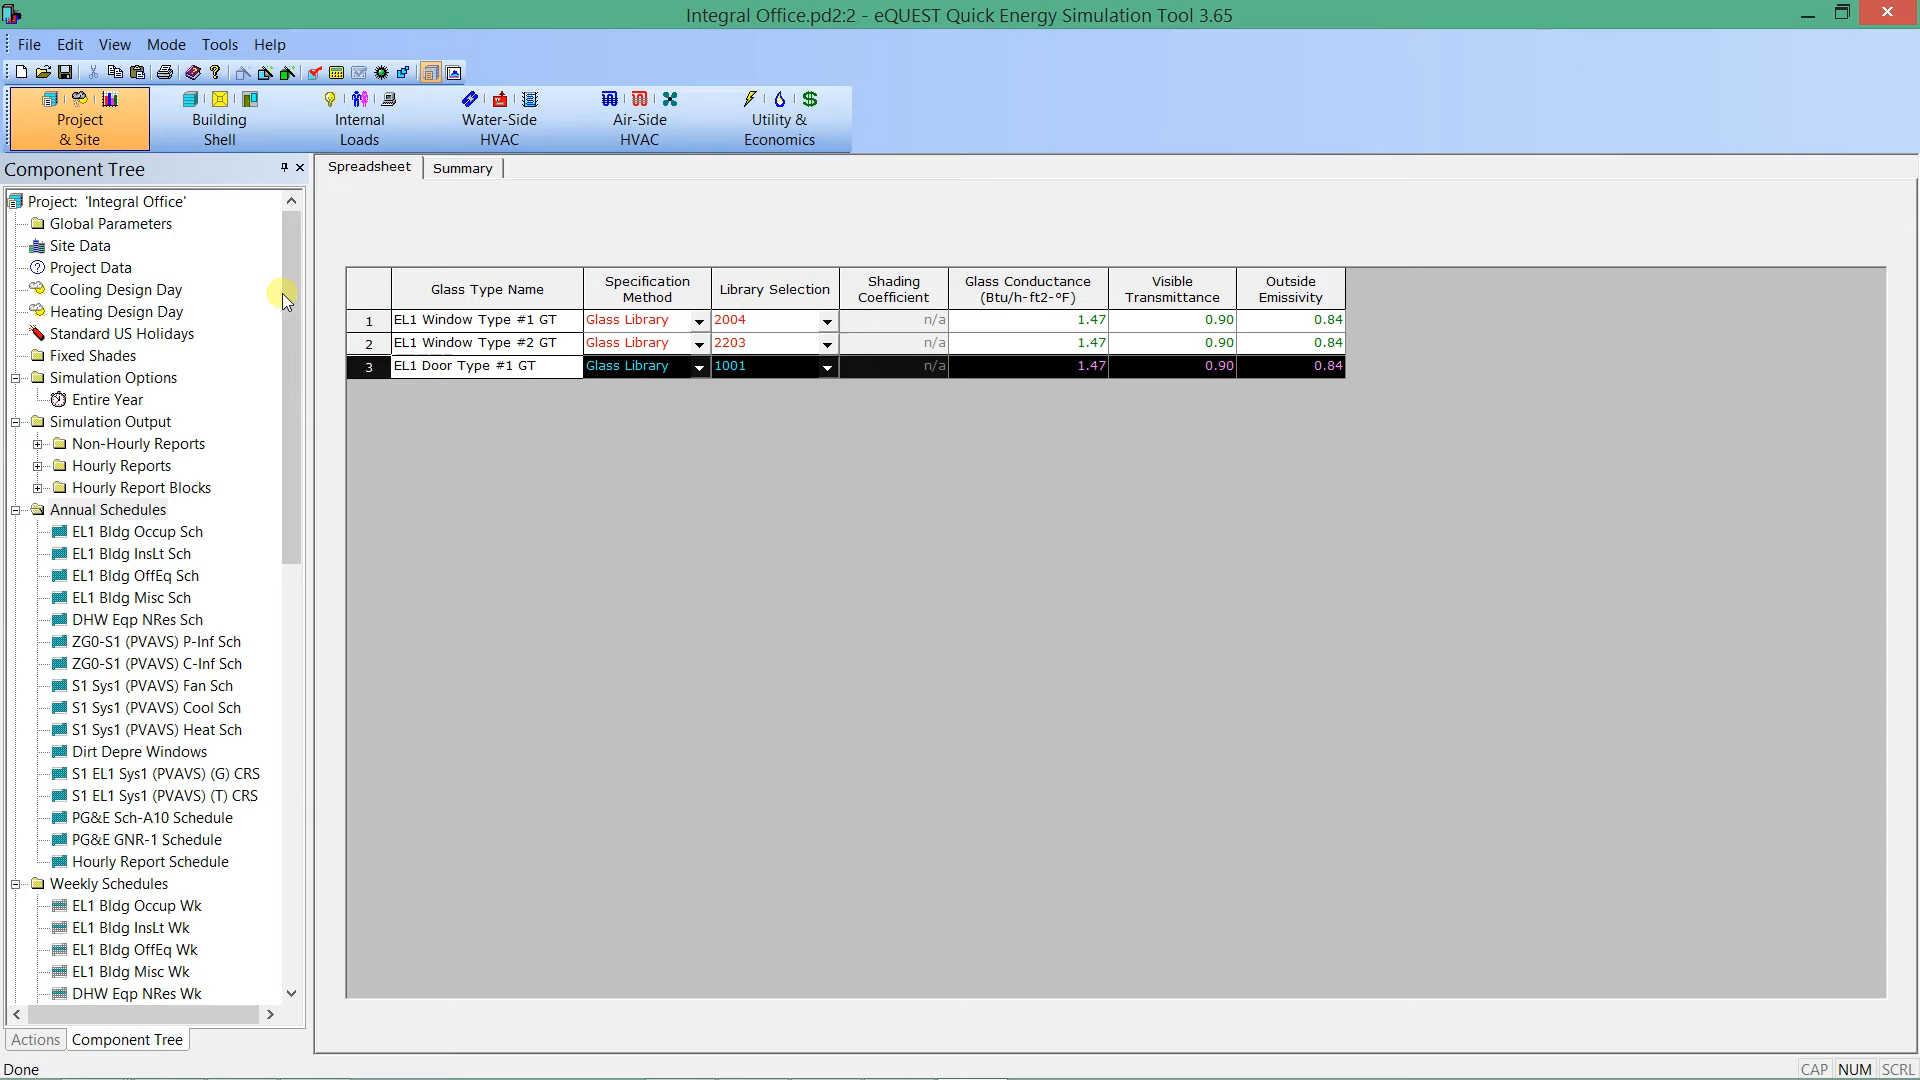 Integral Office.pd2:2 - eQUEST Quick Energy Simulation Tool 3.65
File Edit View Mode Tools Help
Project & Site
Building Shell
Internal Loads
Water-Side HVAC
Air-Side HVAC
Utility & Economics
Component Tree
Project: 'Integral Office'
Global Parameters
Site Data
Project Data
Cooling Design Day
Heating Design Day
Standard US Holidays
Fixed Shades
Simulation Options
Entire Year
Simulation Output
Non-Hourly Reports
Hourly Reports
Hourly Report Blocks
Annual Schedules
EL1 Bldg Occup Sch
EL1 Bldg InsLt Sch
EL1 Bldg OffEq Sch
EL1 Bldg Misc Sch
DHW Eqp NRes Sch
ZG0-S1 (PVAVS) P-Inf Sch
ZG0-S1 (PVAVS) C-Inf Sch
S1 Sys1 (PVAVS) Fan Sch
S1 Sys1 (PVAVS) Cool Sch
S1 Sys1 (PVAVS) Heat Sch
Dirt Depre Windows
S1 EL1 Sys1 (PVAVS) (G) CRS
S1 EL1 Sys1 (PVAVS) (T) CRS
PG&E Sch-A10 Schedule
PG&E GNR-1 Schedule
Hourly Report Schedule
Weekly Schedules
EL1 Bldg Occup Wk
EL1 Bldg InsLt Wk
EL1 Bldg OffEq Wk
EL1 Bldg Misc Wk
DHW Eqp NRes Wk
Actions Component Tree
Spreadsheet Summary
Glass Type Name Specification Method Library Selection Shading Coefficient Glass Conductance (Btu/h-ft2-ºF) Visible Transmittance Outside Emissivity
1 EL1 Window Type #1 GT Glass Library 2004 n/a 1.47 0.90 0.84
2 EL1 Window Type #2 GT Glass Library 2203 n/a 1.47 0.90 0.84
3 EL1 Door Type #1 GT Glass Library 1001 n/a 1.47 0.90 0.84
Done CAP NUM SCRL